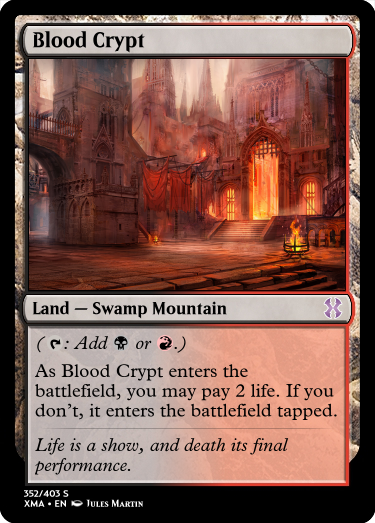 Blood Crypt
Land — Swamp Mountain
( : Add or .)
As Blood Crypt enters the
battlefield, you may pay 2 life. If you
don't, it enters the battlefield tapped.
Life is a show, and death its final
performance.
352/403 S
XMA • EN Jules Martin